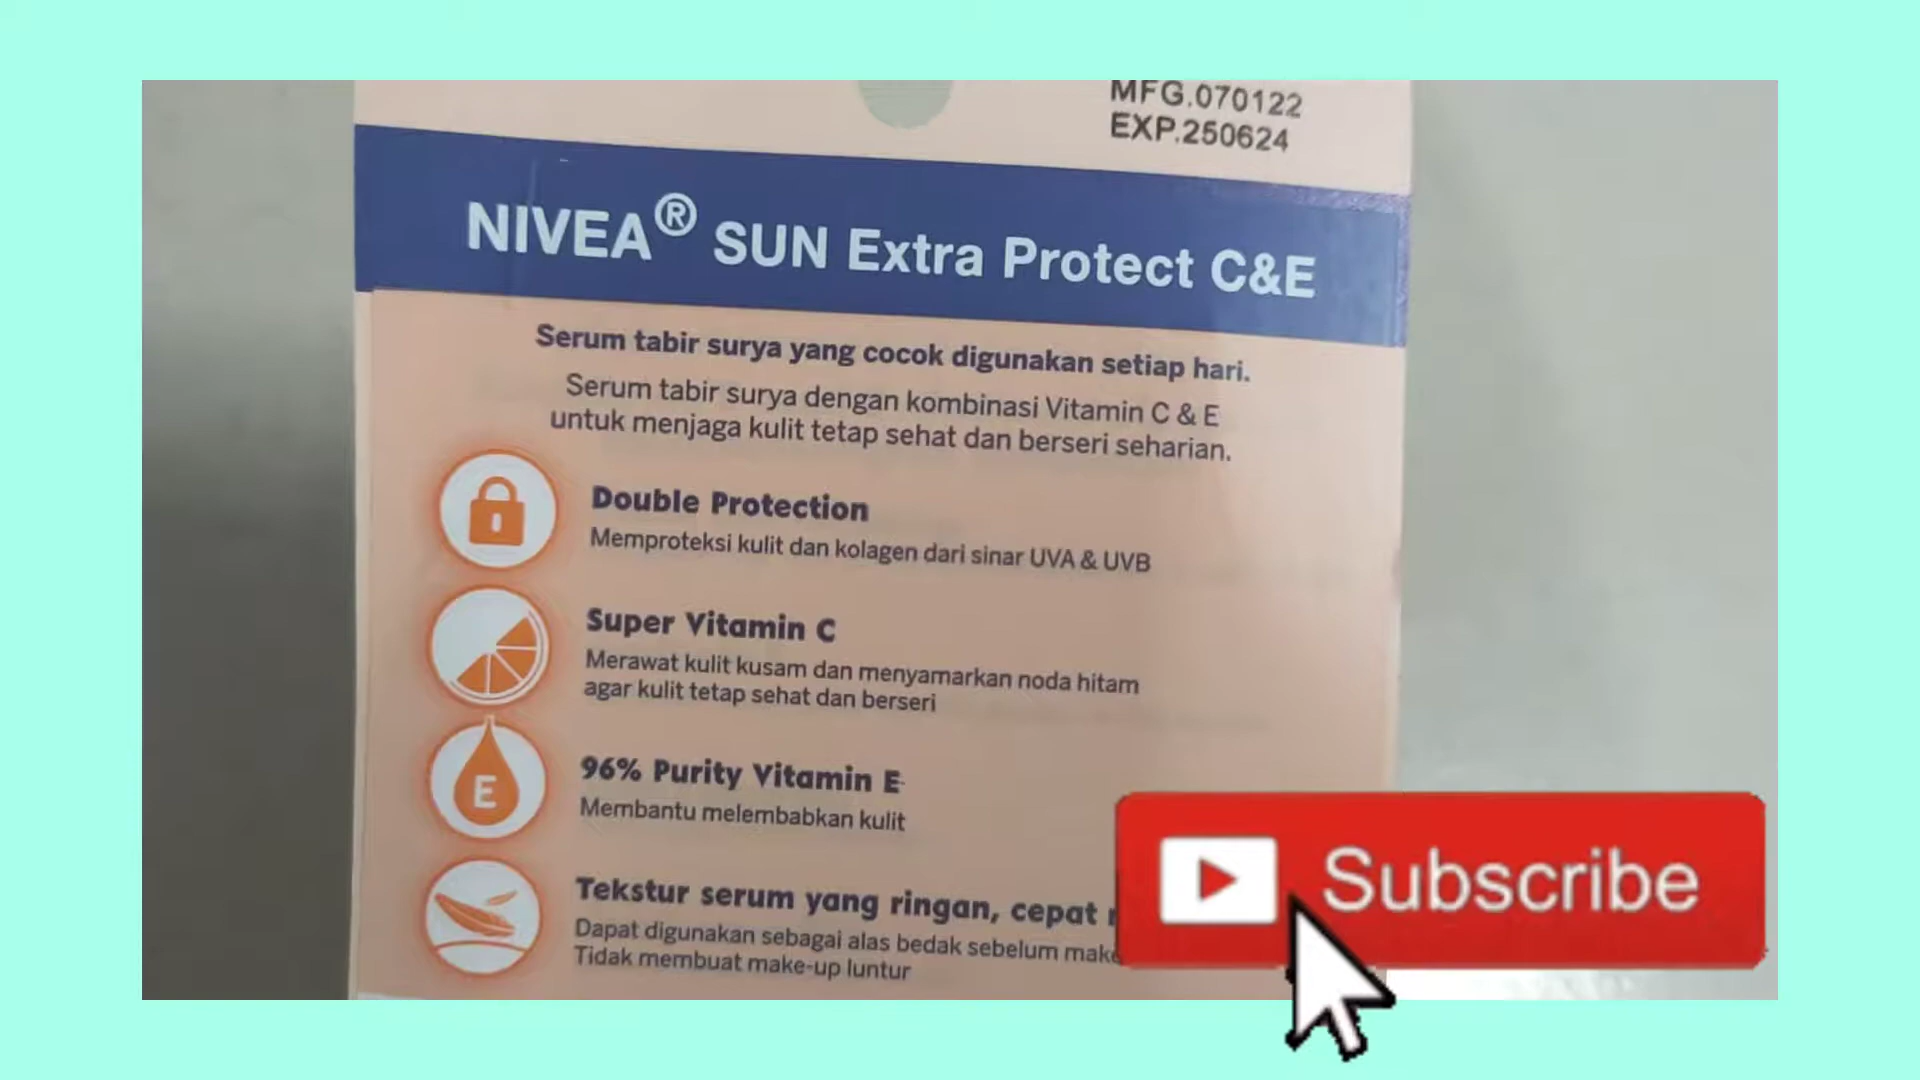 MFG.070122
EXP.250624
NIVEA® SUN Extra Protect C&E
Serum tabir surya yang cocok digunakan setiap hari.
Serum tabir surya dengan kombinasi Vitamin C & E
untuk menjaga kulit tetap sehat dan berseri seharian.
Double Protection
Memproteksi kulit dan kolagen dari sinar UVA & UVB
Super Vitamin C
Merawat kulit kusam dan menyamarkan noda hitam
agar kulit tetap sehat dan berseri
E
96% Purity Vitamin E
Membantu melembabkan kulit
Tekstur serum yang ringan, cepat
Dapat digunakan sebagai alas bedak sebelum
Tidak membuat make-up luntur
Subscribe